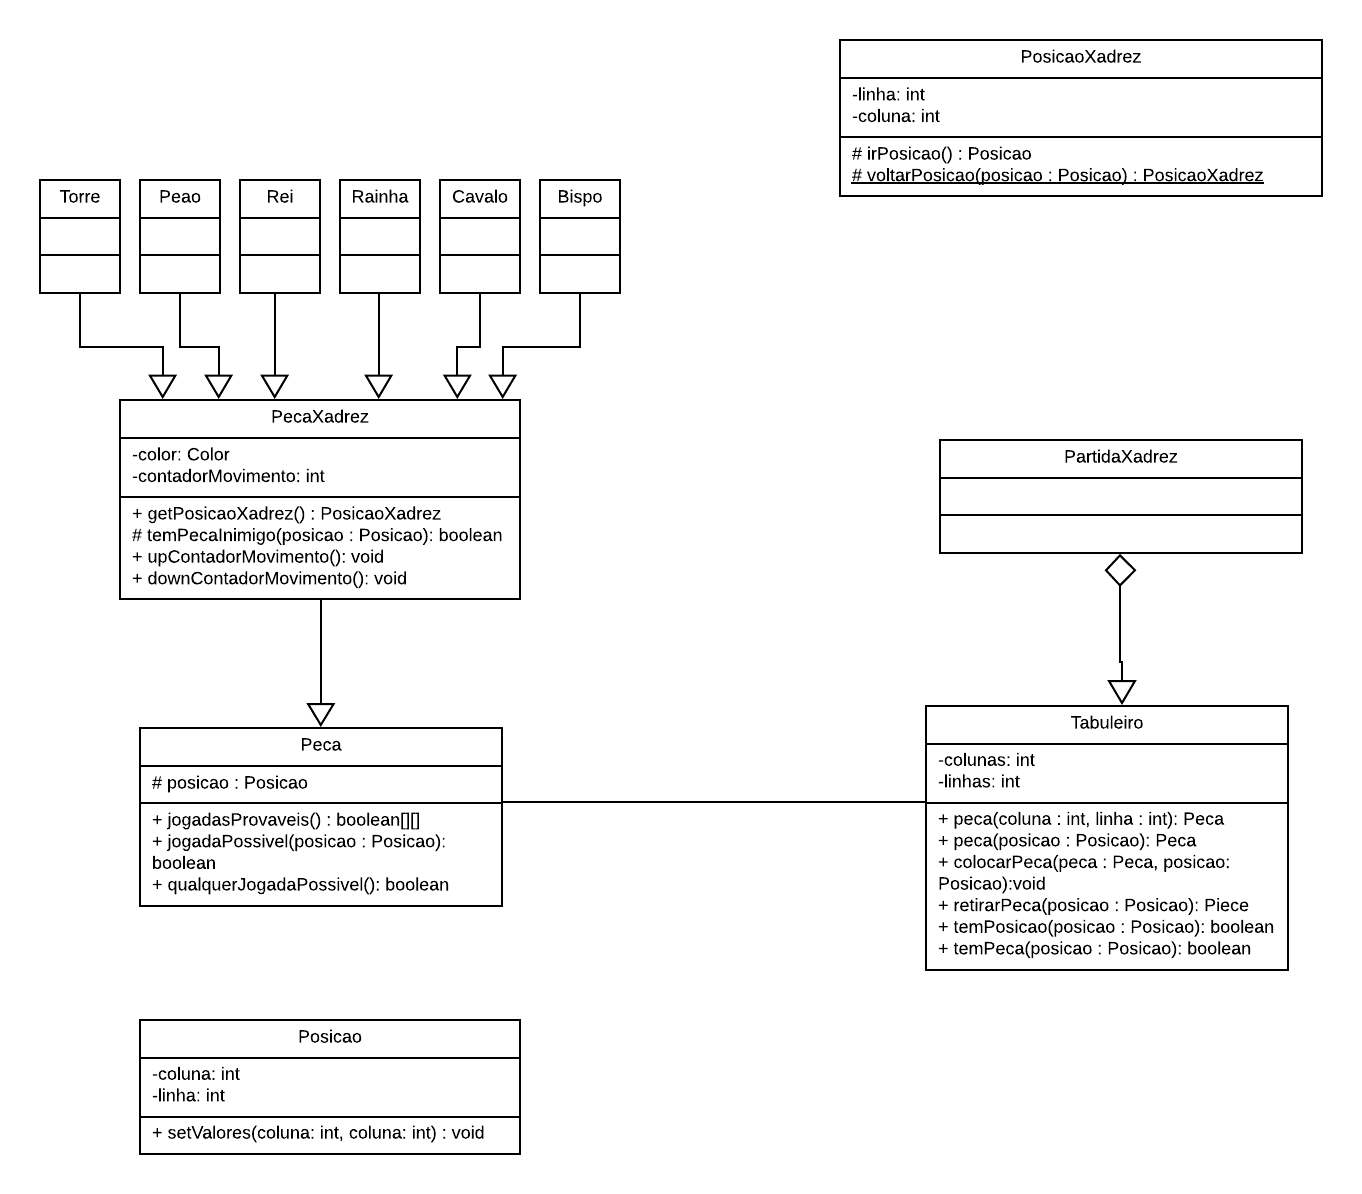 PosicaoXadrez
-linha: int
-coluna: int
# irPosicao() : Posicao
# voltarPosicao(posicao : Posicao) : PosicaoXadrez
Torre
Peao
Rei
Rainha
Cavalo
Bispo
PecaXadrez
-color: Color
-contadorMovimento: int
+ getPosicaoXadrez() : PosicaoXadrez
# temPecaInimigo(posicao : Posicao): boolean
+ upContadorMovimento(): void
+ downContadorMovimento(): void
PartidaXadrez
Peca
# posicao : Posicao
+ jogadasProvaveis() : boolean[][]
+ jogadaPossivel(posicao : Posicao):
boolean
+ qualquerJogadaPossivel(): boolean
Tabuleiro
-colunas: int
-linhas: int
+ peca(coluna : int, linha : int): Peca
+ peca(posicao : Posicao): Peca
+ colocarPeca(peca : Peca, posicao:
Posicao):void
+ retirarPeca(posicao : Posicao): Piece
+ temPosicao(posicao : Posicao): boolean
+ temPeca(posicao : Posicao): boolean
Posicao
-coluna: int
-linha: int
+ setValores(coluna: int, coluna: int) : void